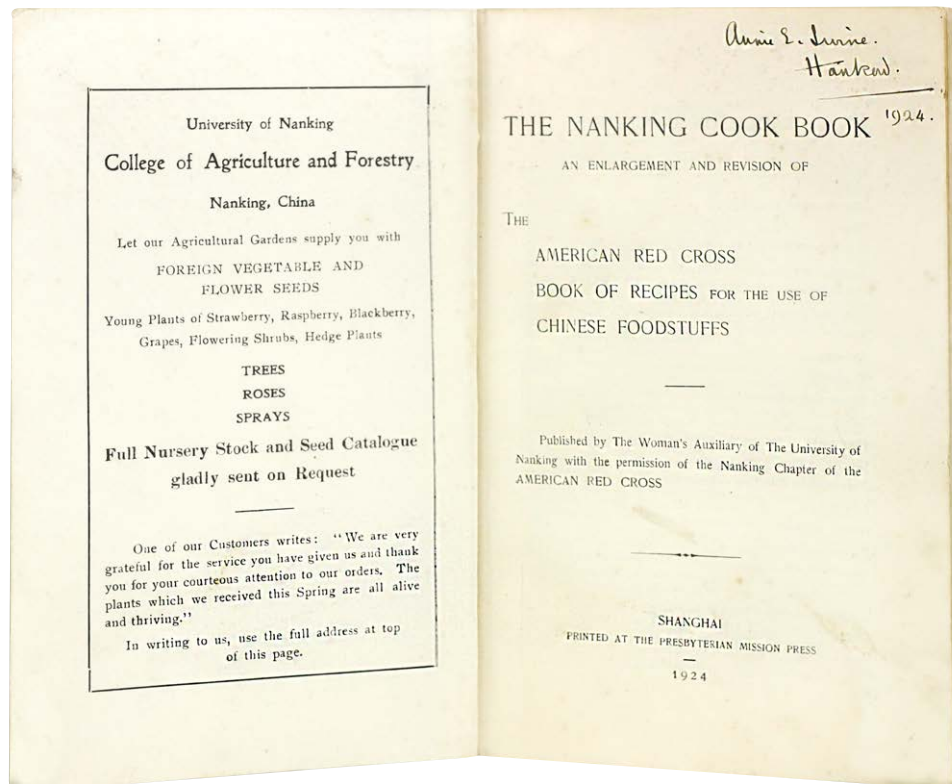 University of Nanking
College of Agriculture and Forestry
Nanking, China
Let our Agricultural Gardens supply you with
FOREIGN VEGETABLE AND
FLOWER SEEDS
Young Plants of Strawberry, Raspberry, Blackberry,
Grapes, Flowering Shrubs, Hedge Plants
TREES
ROSES
SPRAYS
Full Nursery Stock and Seed Catalogue
gladly sent on Request
One of our Customers writes: "We are very
grateful for the service you have given us and thank
you for your courteous attention to our orders. The
plants which we received this Spring are all alive
and thriving."
In writing to us, use the full address at top
of this page.
Annie E. Irvine.
Hankow.
1924.
THE NANKING COOK BOOK
AN ENLARGEMENT AND REVISION OF
THE
AMERICAN RED CROSS
BOOK OF RECIPES FOR THE USE OF
CHINESE FOODSTUFFS
Published by The Woman's Auxiliary of The University of
Nanking with the permission of the Nanking Chapter of the
AMERICAN RED CROSS
SHANGHAI
PRINTED AT THE PRESBYTERIAN MISSION PRESS
1924